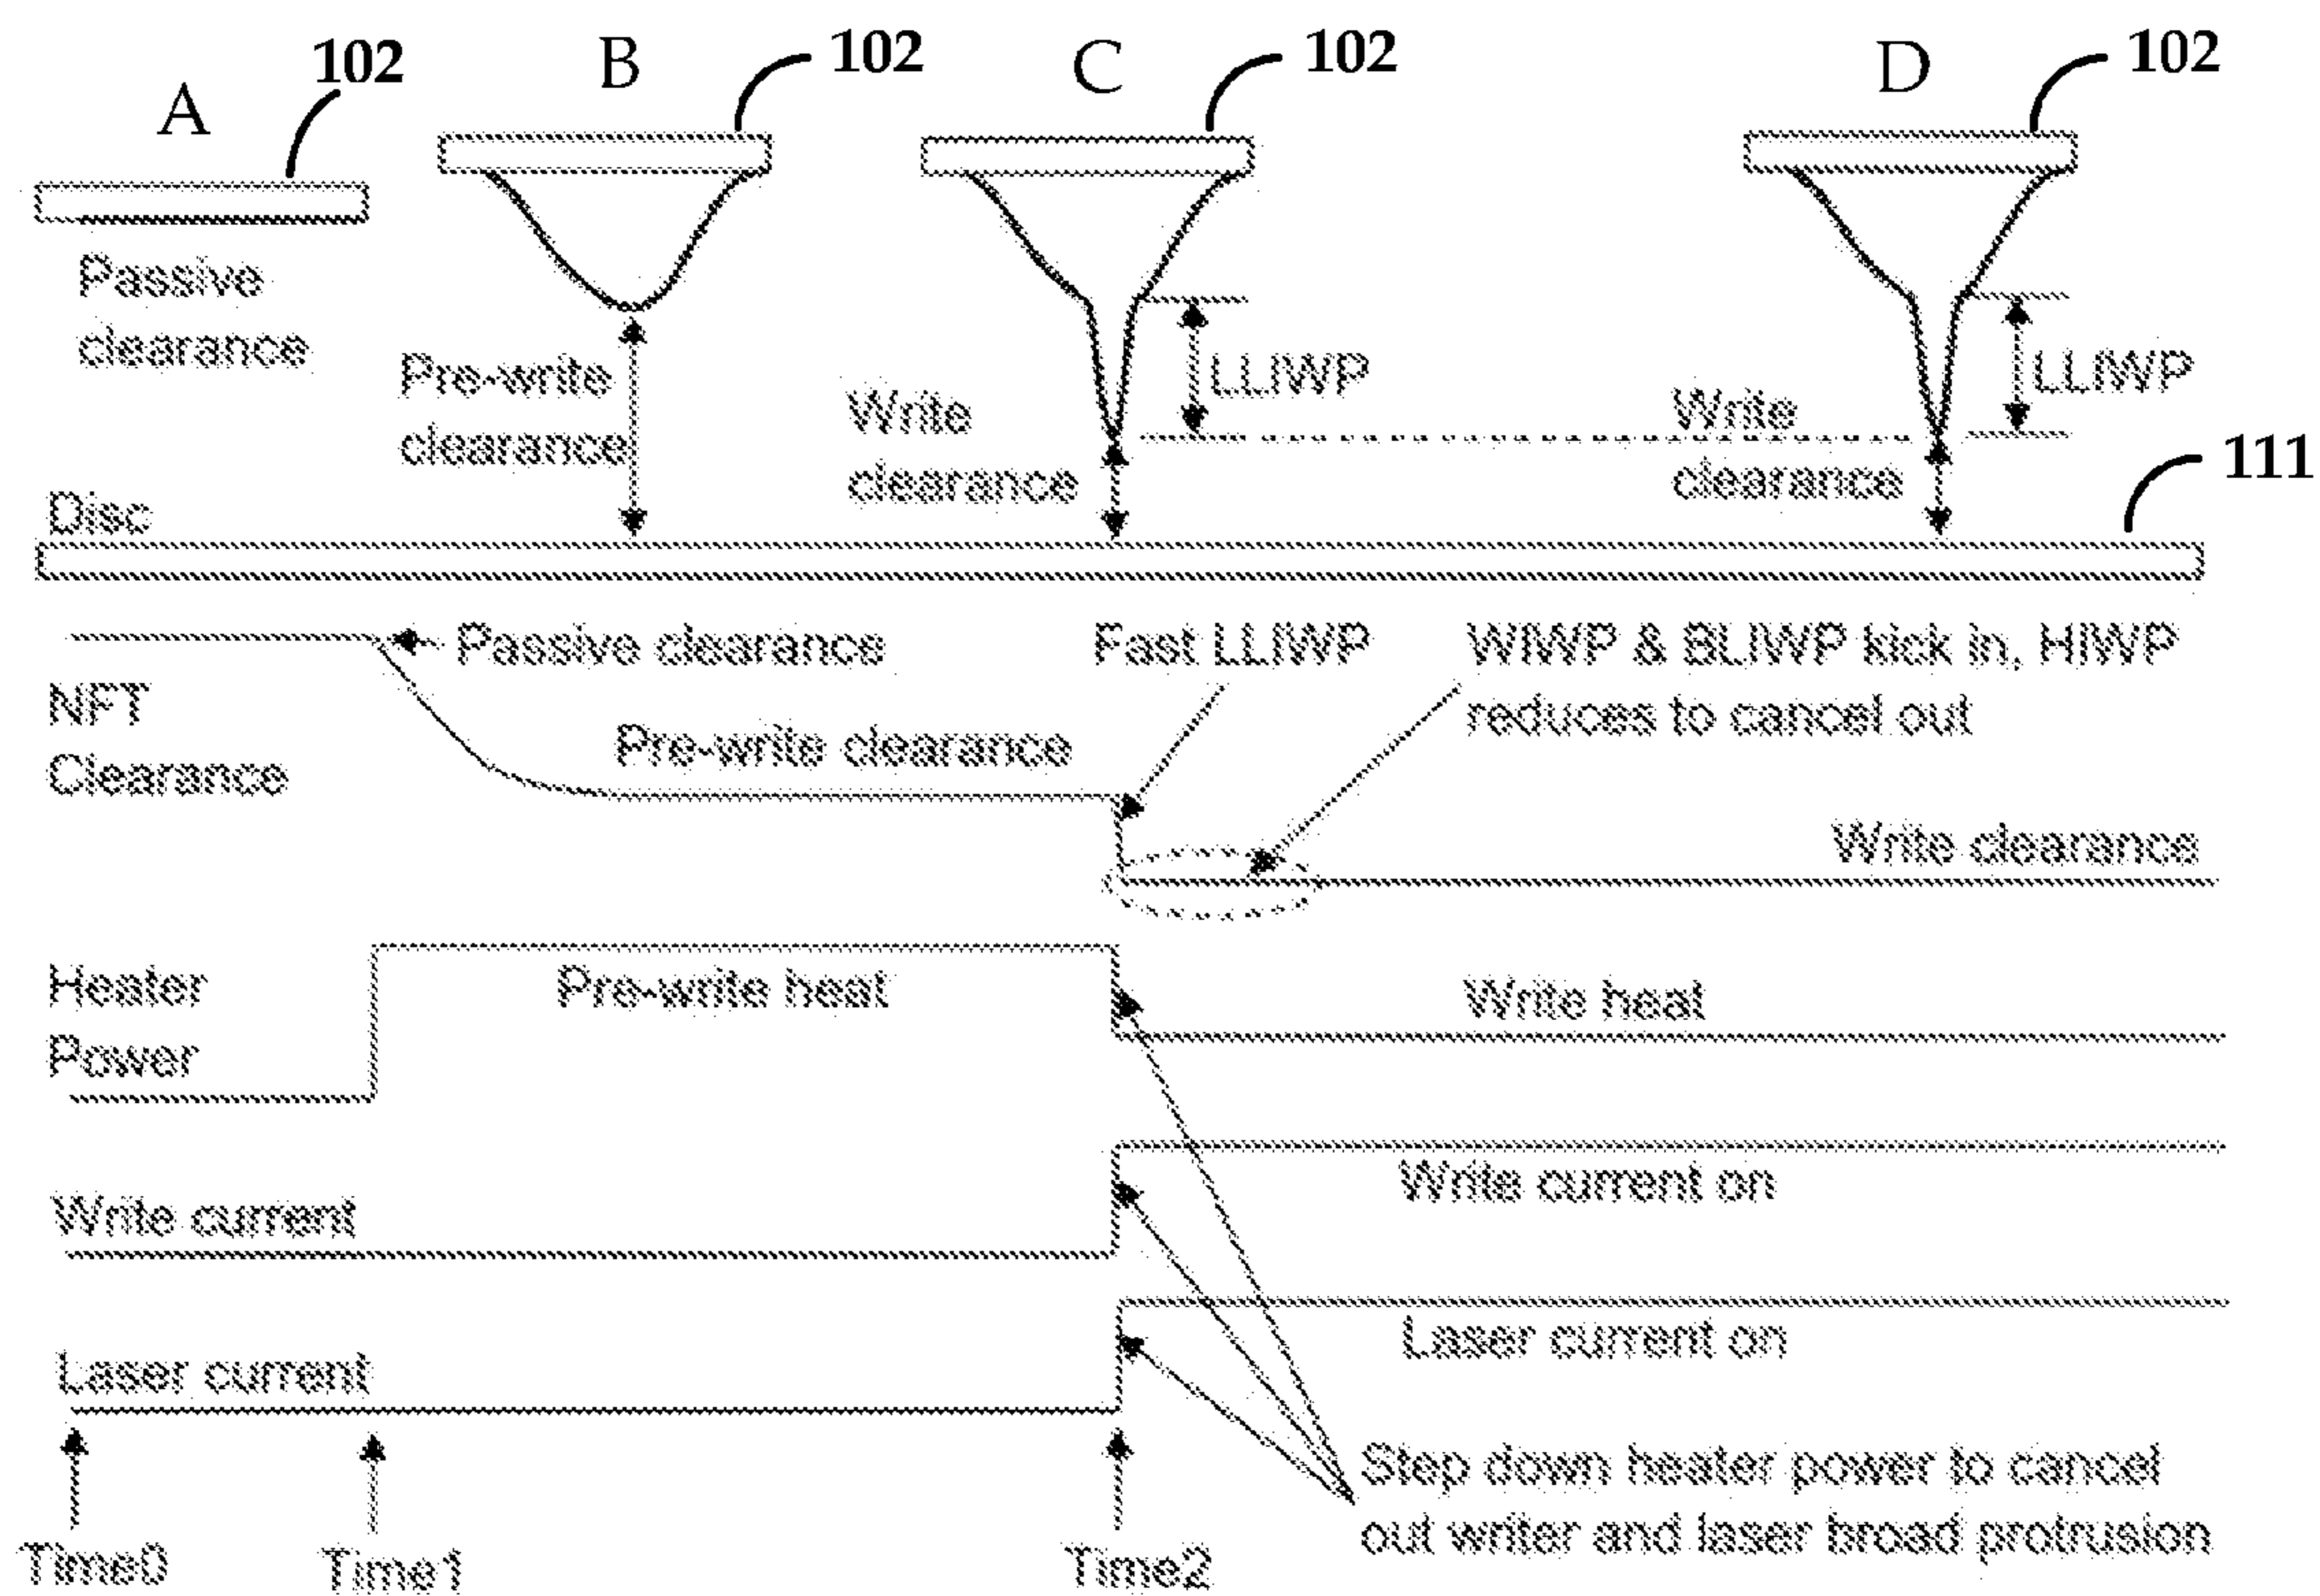 A
102
B
102
C
102
D
102
Passive
clearance
Pre-write
clearance
Write
clearance
LLIWP
Write
clearance
LLIWP
111
Disc
Passive clearance
Fast LLIWP
WIWP & BLIWP kick in, HIWP
reduces to cancel out
NFT
Clearance
Pre-write clearance
Write clearance
Heater
Power
Pre-write heat
Write heat
Write current
Write current on
Laser current
Laser current on
Step down heater power to cancel
out writer and laser broad protrusion
Time0
Time1
Time2